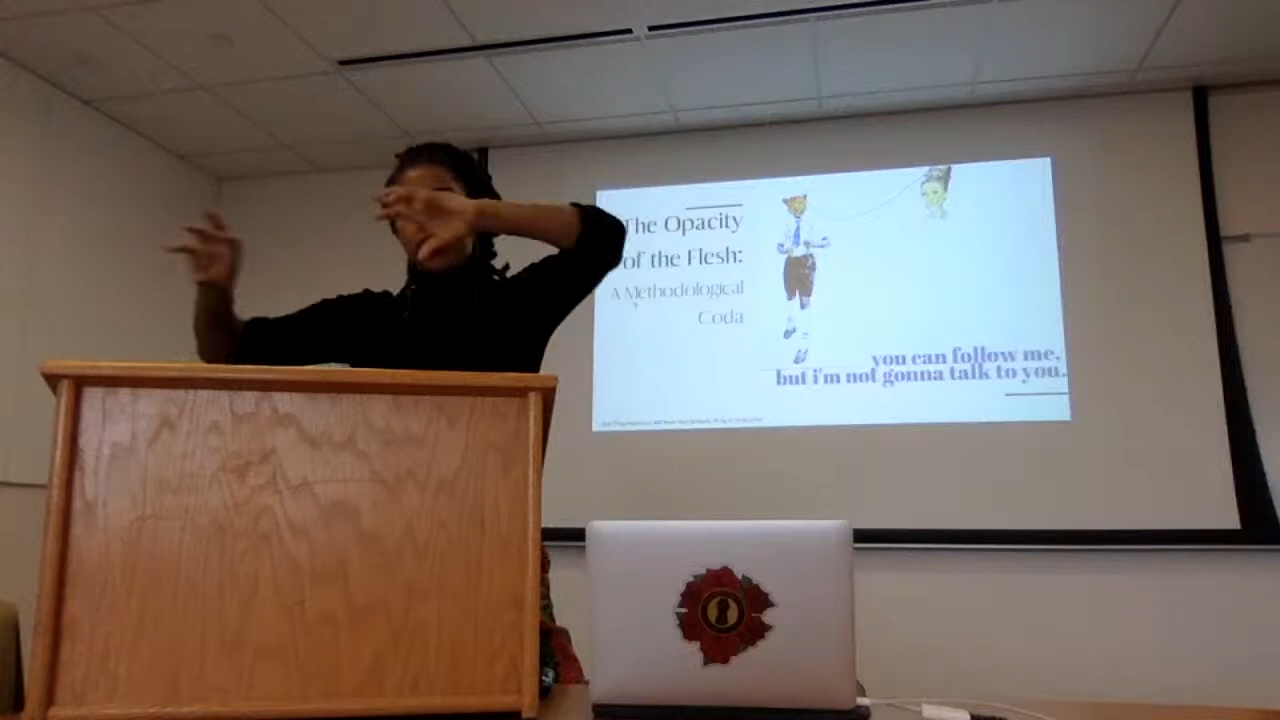 The Opacity
of the Flesh:
A Methodological
Coda
you can follow me,
but i'm not gonna talk to you.